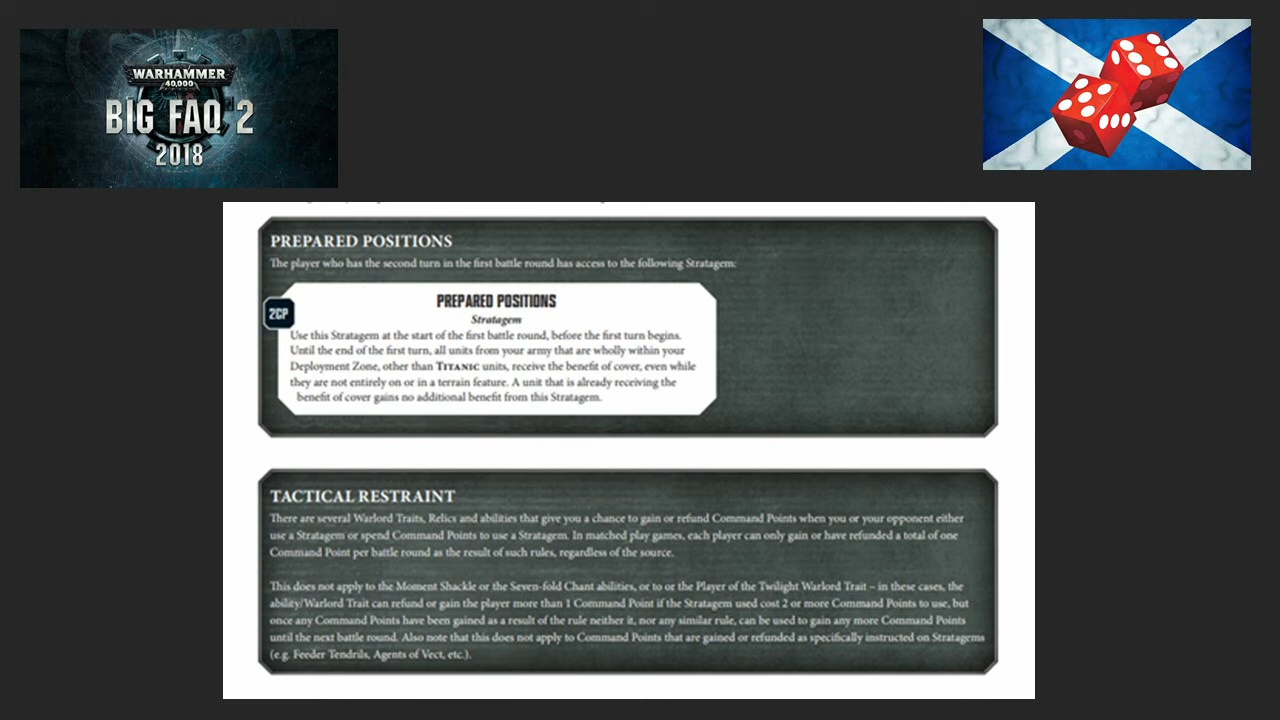 WARHAMMER
40,000
BIG FAQ 2
2018
PREPARED POSITIONS
The player who has the second turn in the first battle round has access to the following Stratagem:
2CP
PREPARED POSITIONS
Stratagem
Use this Stratagem at the start of the first battle round, before the first turn begins.
Until the end of the first turn, all units from your army that are wholly within your
Deployment Zone, other than TITANIC units, receive the benefit of cover, even while
they are not entirely on or in a terrain feature. A unit that is already receiving the
benefit of cover gains no additional benefit from this Stratagem.
TACTICAL RESTRAINT
There are several Warlord Traits, Relics and abilities that give you a chance to gain or refund Command Points when you or your opponent either
use a Stratagem or spend Command Points to use a Stratagem. In matched play games, each player can only gain or have refunded a total of one
Command Point per battle round as the result of such rules, regardless of the source.
This does not apply to the Moment Shackle or the Seven-fold Chant abilities, or to or the Player of the Twilight Warlord Trait – in these cases, the
ability/Warlord Trait can refund or gain the player more than 1 Command Point if the Stratagem used cost 2 or more Command Points to use, but
once any Command Points have been gained as a result of the rule neither it, nor any similar rule, can be used to gain any more Command Points
until the next battle round. Also note that this does not apply to Command Points that are gained or refunded as specifically instructed on Stratagems
(e.g. Feeder Tendrils, Agents of Vect, etc.).